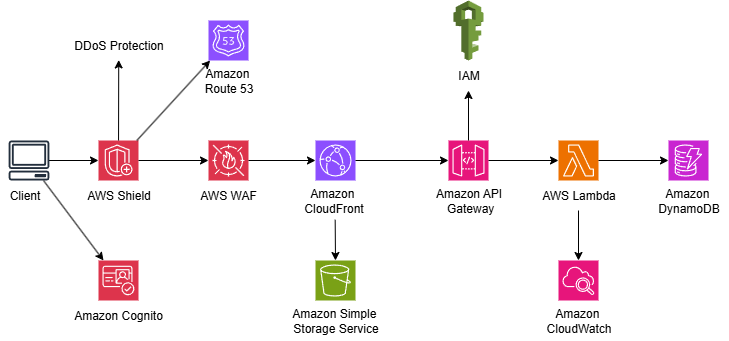 DDoS Protection
53
Amazon
Route 53
IAM
Client
AWS Shield
AWS WAF
Amazon
CloudFront
Amazon API
Gateway
AWS Lambda
Amazon
DynamoDB
Amazon Cognito
Amazon Simple
Storage Service
Amazon
CloudWatch